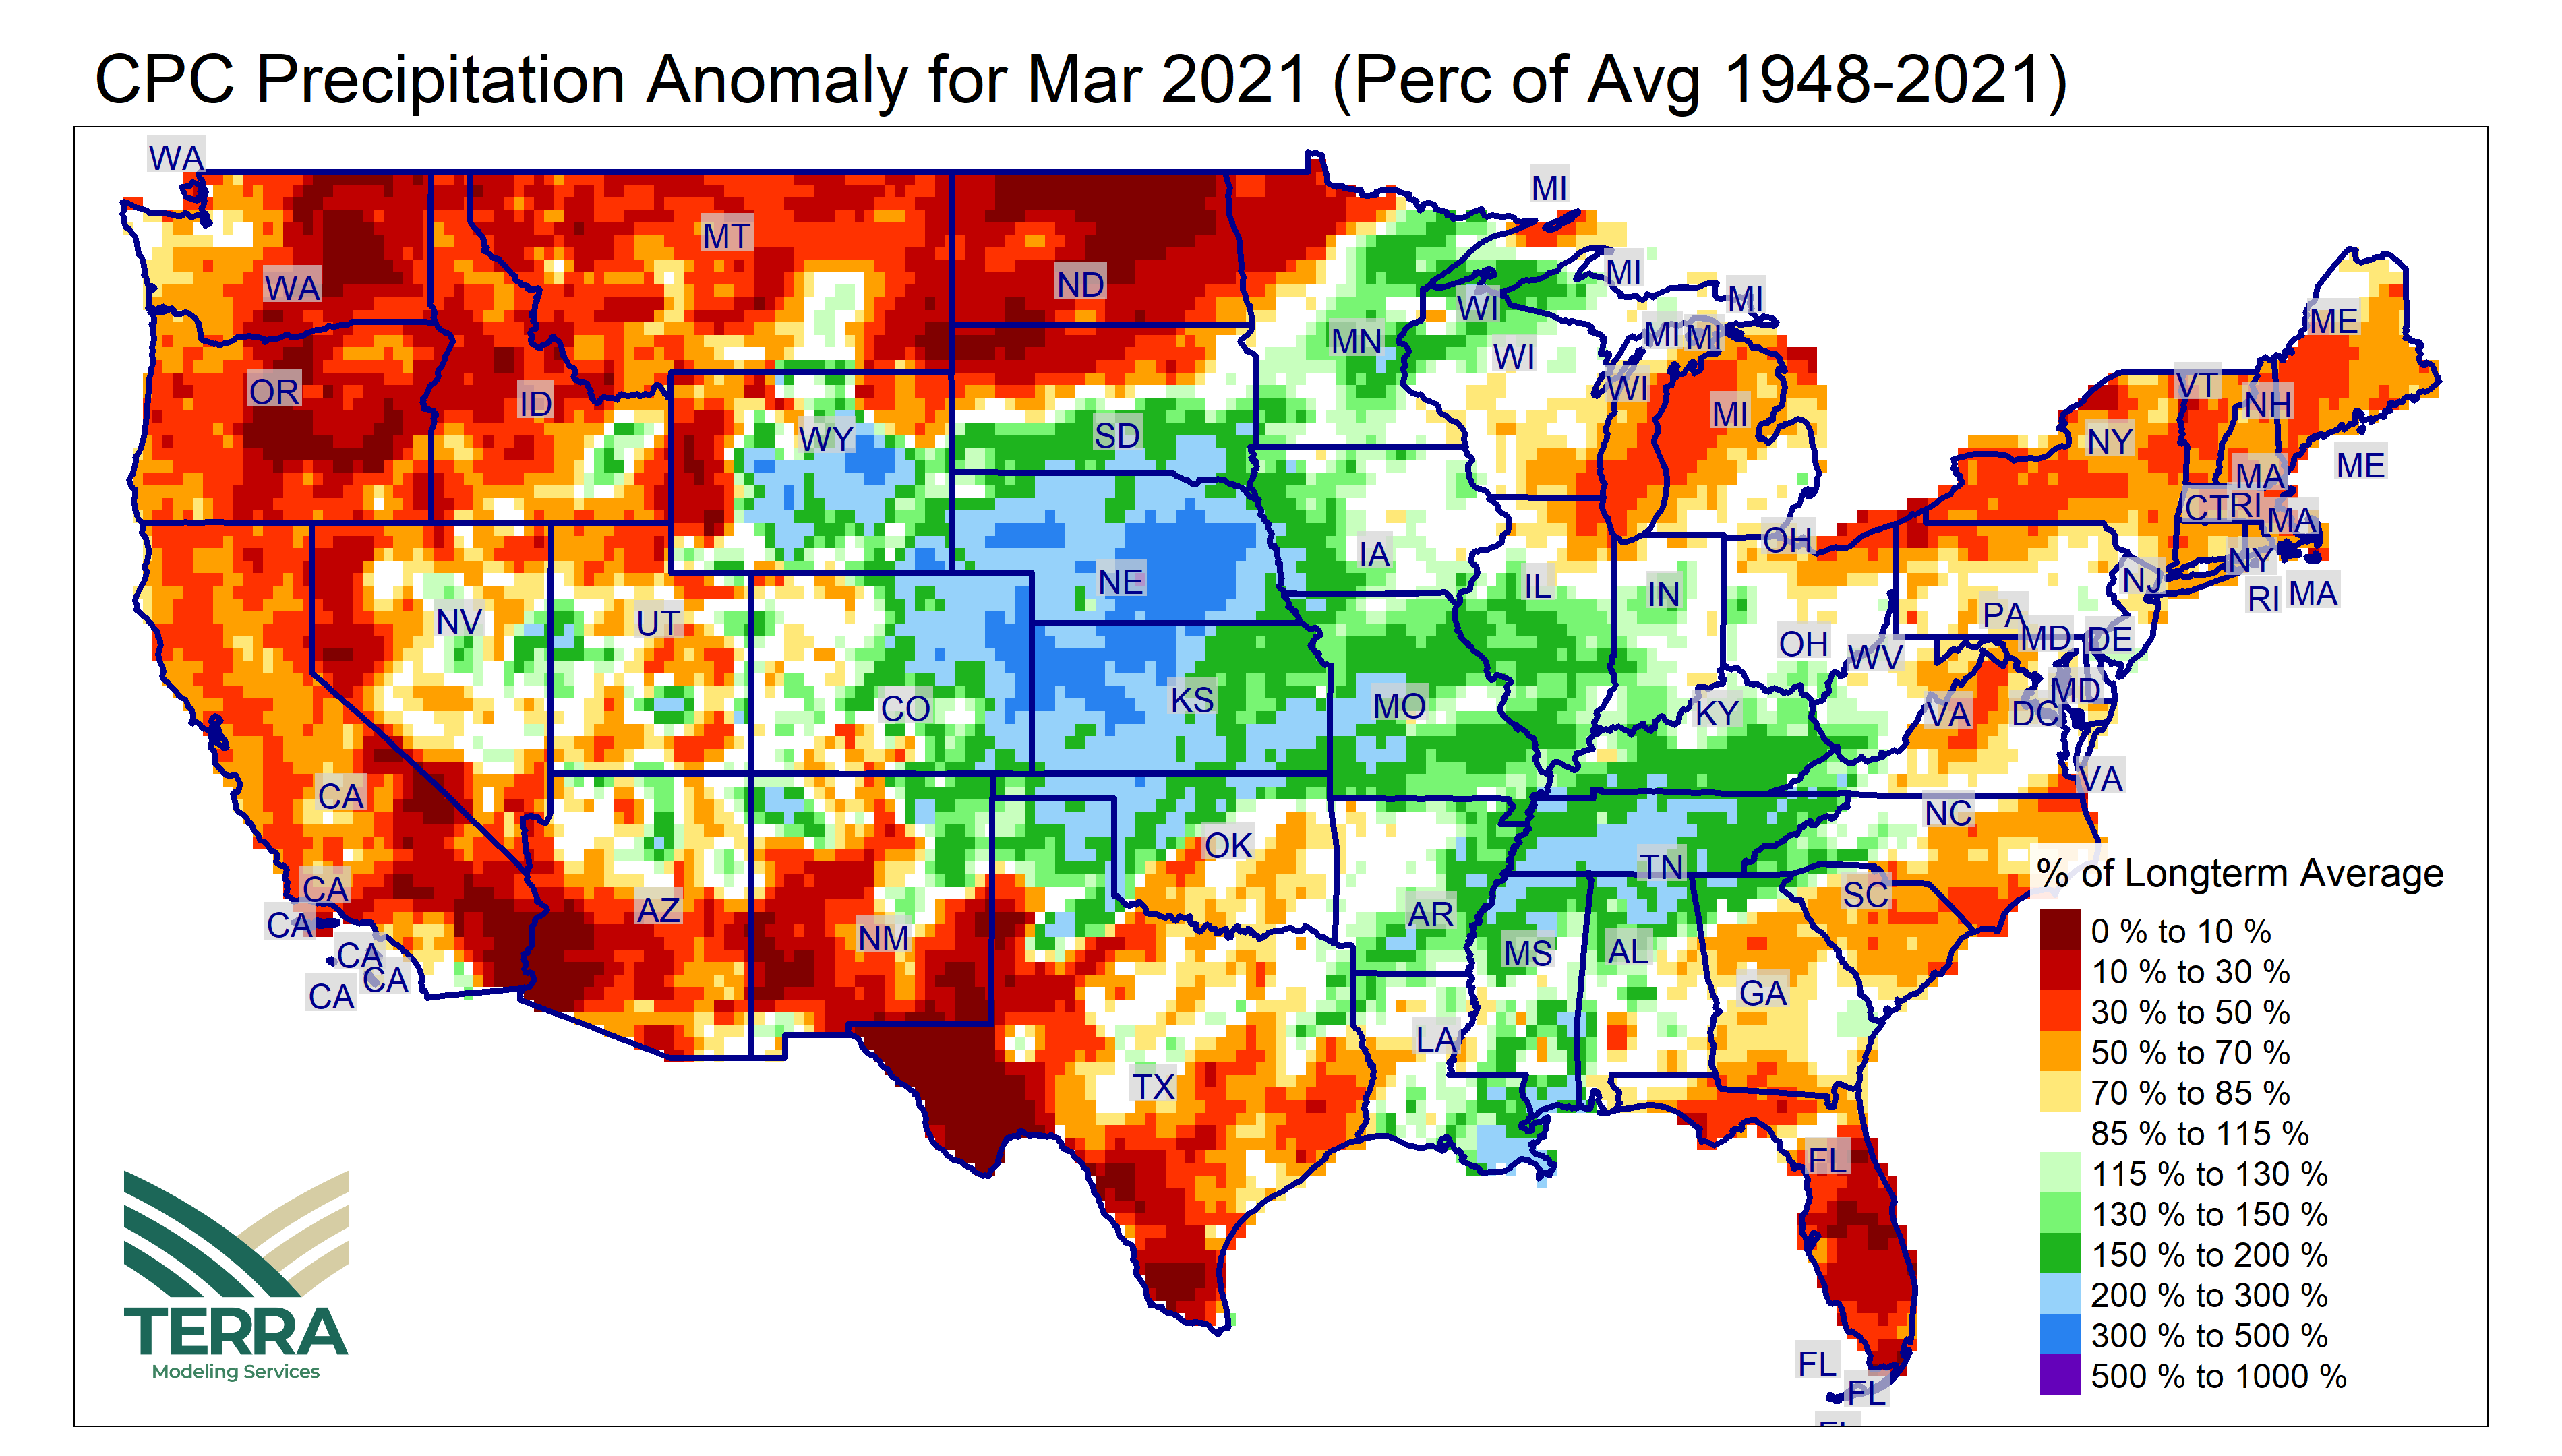 CPC Precipitation Anomaly for Mar 2021 (Perc of Avg 1948-2021)
WA
MI
MT
MI
WA
ND
MI
WI
ME
MN
MI
MI
WI
VT
OR
ID
WI
NH
MI
WY
SD
NY
ME
MA
CT
RI
MA
OH
IA
NY
NE
IL
IN
NJ
RI
MA
NV
UT
PA
OH
MD
DE
WV
MD
CO
KS
MO
KY
VA
DC
VA
CA
NC
OK
TN
CA
AZ
AR
SC
CA
NM
MS
AL
CA
CA
CA
GA
LA
TX
FL
FL
FL
% of Longterm Average
0 % to 10 %
10 % to 30 %
30 % to 50 %
50 % to 70 %
70 % to 85 %
85 % to 115 %
115 % to 130 %
130 % to 150 %
150 % to 200 %
200 % to 300 %
300 % to 500 %
500 % to 1000 %
TERRA
Modeling Services